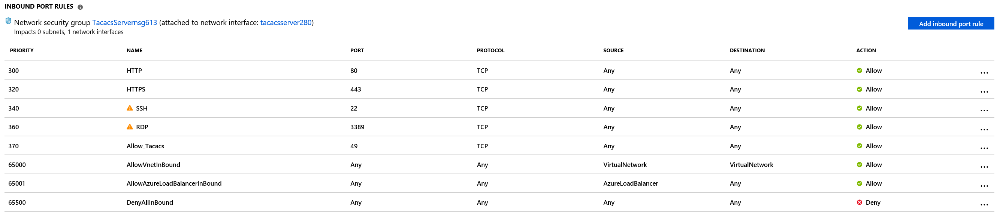 INBOUND PORT RULES
Network security group TacacsServernsg613 (attached to network interface: tacacsserver280)
Impacts 0 subnets, 1 network interfaces
Add inbound port rule
PRIORITY NAME PORT PROTOCOL SOURCE DESTINATION ACTION
300 HTTP 80 TCP Any Any Allow ...
320 HTTPS 443 TCP Any Any Allow ...
340 SSH 22 TCP Any Any Allow ...
360 RDP 3389 TCP Any Any Allow ...
370 Allow_Tacacs 49 TCP Any Any Allow ...
65000 AllowVnetInBound Any Any VirtualNetwork VirtualNetwork Allow ...
65001 AllowAzureLoadBalancerInBound Any Any AzureLoadBalancer Any Allow ...
65500 DenyAllInBound Any Any Any Any Deny ...